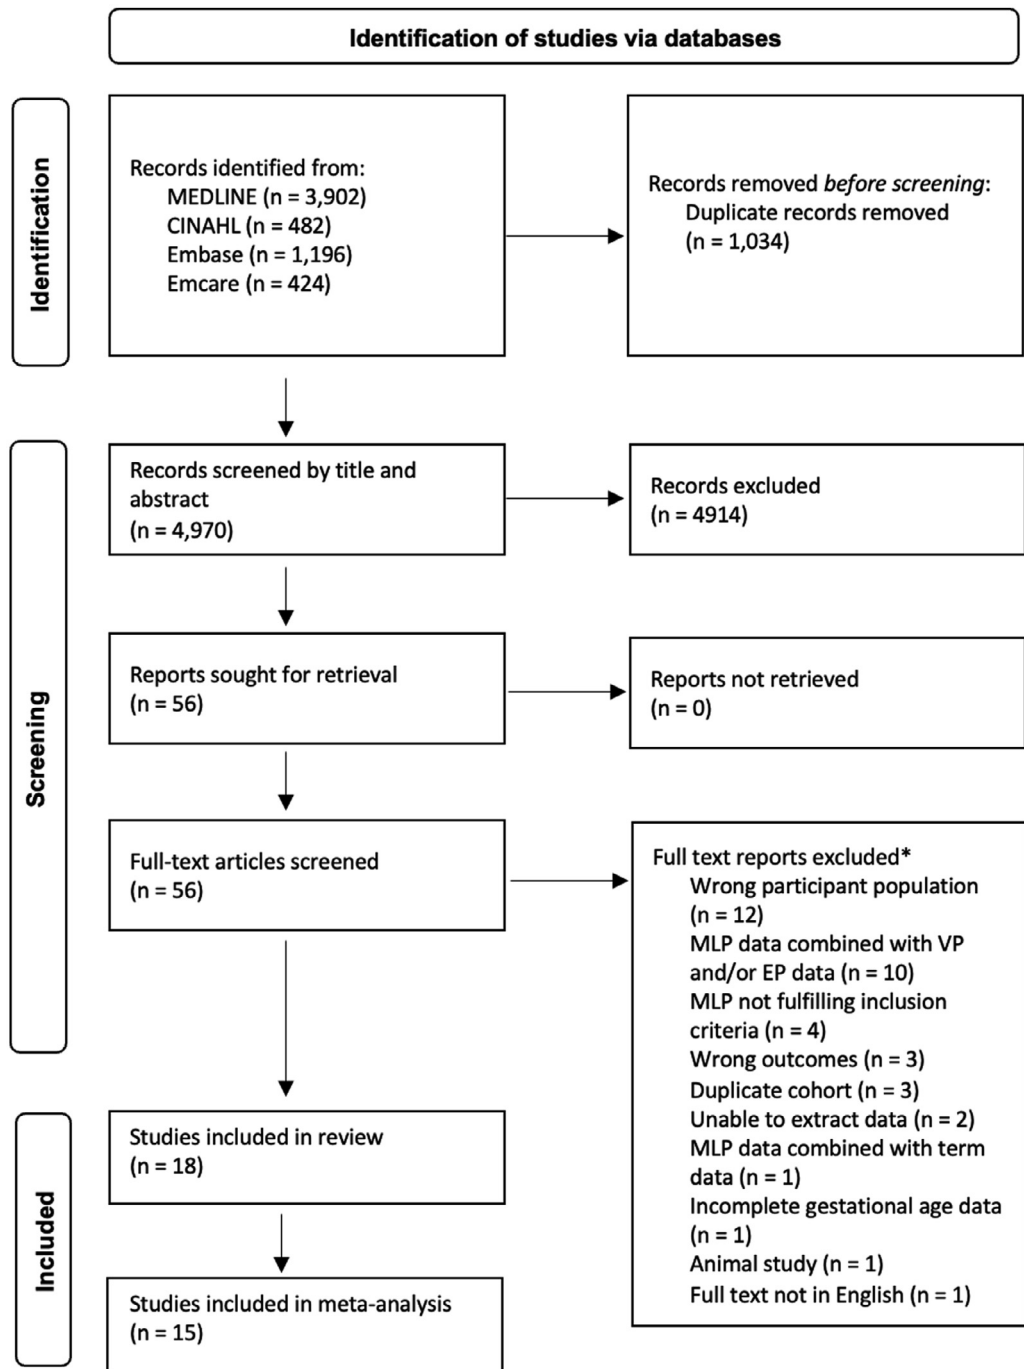 Identification of studies via databases
Identification
Records identified from:
MEDLINE (n = 3,902)
CINAHL (n = 482)
Embase (n = 1,196)
Emcare (n = 424)
Records removed before screening:
Duplicate records removed
(n = 1,034)
Screening
Records screened by title and
abstract
(n = 4,970)
Records excluded
(n = 4914)
Reports sought for retrieval
(n = 56)
Reports not retrieved
(n = 0)
Full-text articles screened
(n = 56)
Full text reports excluded*
Wrong participant population
(n = 12)
MLP data combined with VP
and/or EP data (n = 10)
MLP not fulfilling inclusion
criteria (n = 4)
Wrong outcomes (n = 3)
Duplicate cohort (n = 3)
Unable to extract data (n = 2)
MLP data combined with term
data (n = 1)
Incomplete gestational age data
(n = 1)
Animal study (n = 1)
Full text not in English (n = 1)
Included
Studies included in review
(n = 18)
Studies included in meta-analysis
(n = 15)